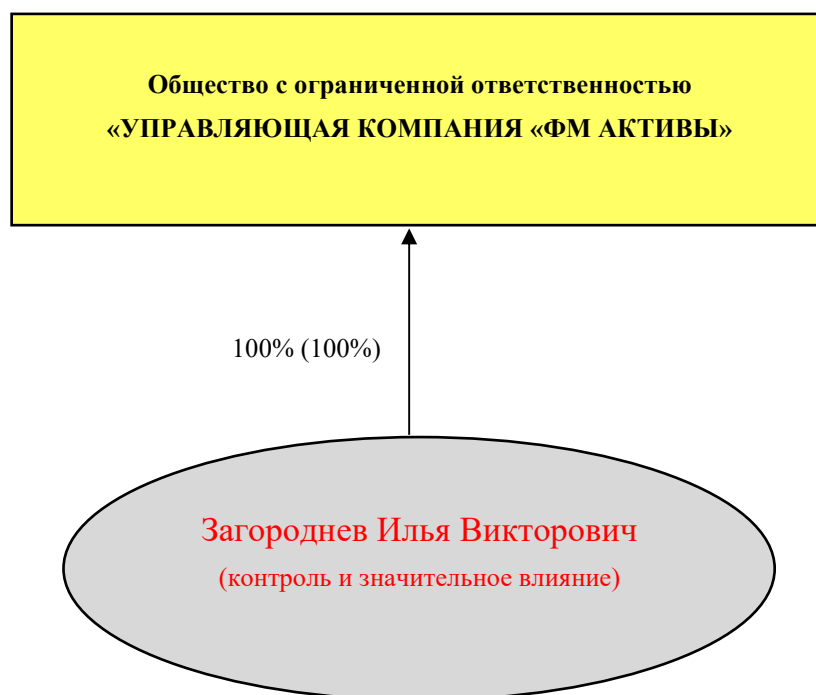 Общество с ограниченной ответственностью
«УПРАВЛЯЮЩАЯ КОМПАНИЯ «ФМ АКТИВЫ»
100% (100%)
Загороднев Илья Викторович
(контроль и значительное влияние)